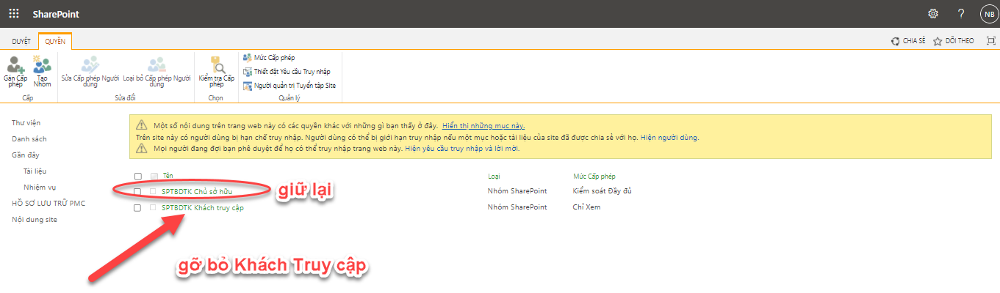 SharePoint
NB
DUYỆT QUYỀN
CHIA SẺ DÕI THEO
Gán Cấp phép
Tạo Nhóm
Sửa Cấp phép Người dùng
Loại bỏ Cấp phép Người dùng
Kiểm tra Cấp phép
Mức Cấp phép
Thiết đặt Yêu cầu Truy nhập
Người quản trị Tuyển tập Site
Cấp Sửa đổi Chọn Quản lý
Thư viện
Danh sách
Gần đây
Tài liệu
Nhiệm vụ
HỒ SƠ LƯU TRỮ PMC
Nội dung site
Một số nội dung trên trang web này có các quyền khác với những gì bạn thấy ở đây. Hiển thị những mục này.
Trên site này có người dùng bị hạn chế truy nhập. Người dùng có thể bị giới hạn truy nhập nếu một mục hoặc tài liệu của site đã được chia sẻ với họ. Hiện người dùng.
Mọi người đang đợi bạn phê duyệt để họ có thể truy nhập trang web này. Hiện yêu cầu truy nhập và lời mời.
Tên Loại Mức Cấp phép
SPTBDTK Chủ sở hữu giữ lại Nhóm SharePoint Kiểm soát Đầy đủ
SPTBDTK Khách truy cập Nhóm SharePoint Chỉ Xem
gỡ bỏ Khách Truy cập